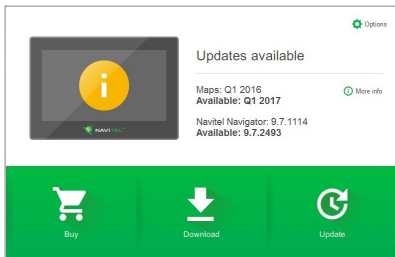 Options
Updates available
Maps: Q1 2016
Available: Q1 2017
More info
Navitel Navigator: 9.7.1114
Available: 9.7.2493
NAVITEL
Buy
Download
Update